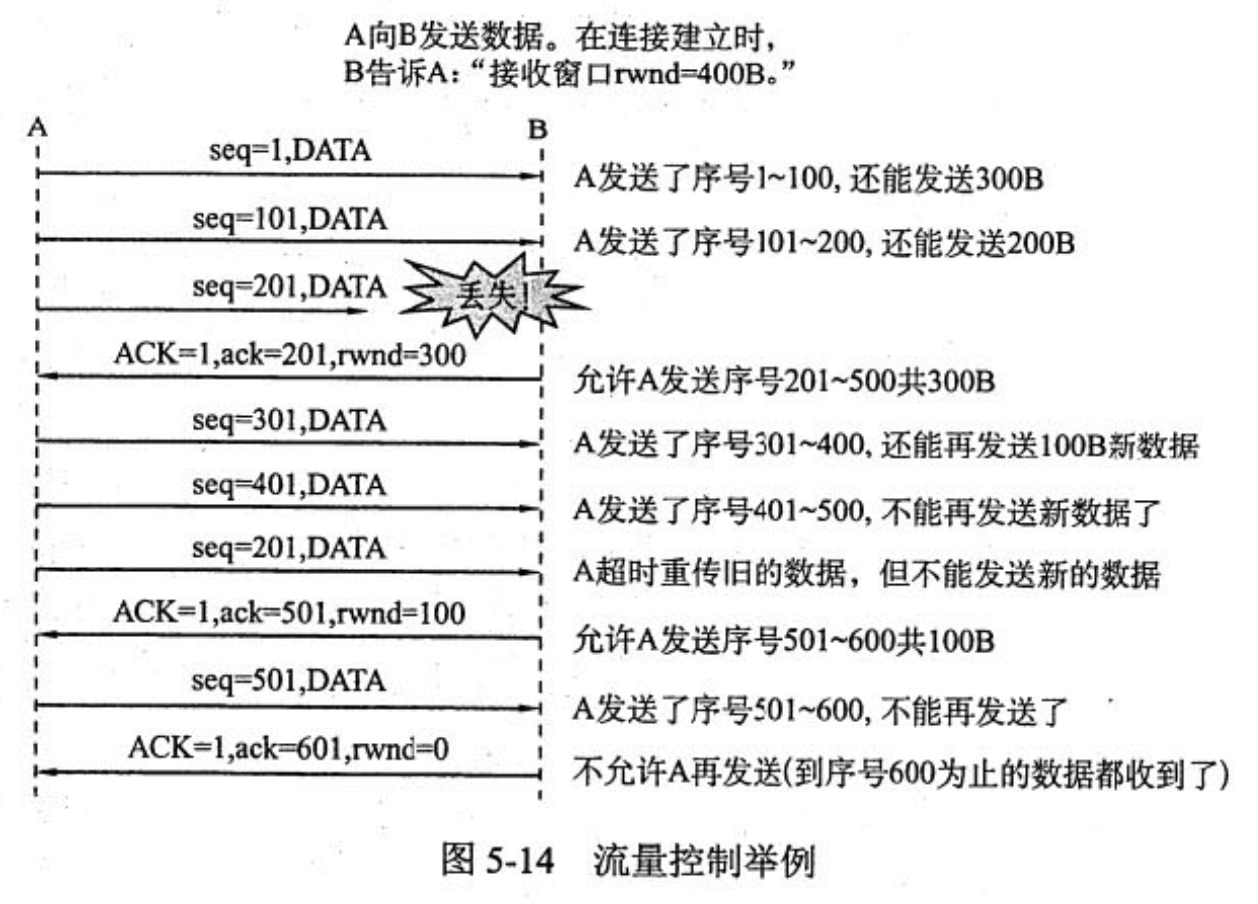 A向B发送数据。在连接建立时，
B告诉A：“接收窗口rwnd=400B。”
A B
seq=1,DATA
A发送了序号1~100, 还能发送300B
seq=101,DATA
A发送了序号101~200, 还能发送200B
seq=201,DATA 丢失!
ACK=1,ack=201,rwnd=300
允许A发送序号201~500共300B
seq=301,DATA
A发送了序号301~400, 还能再发送100B新数据
seq=401,DATA
A发送了序号401~500, 不能再发送新数据了
seq=201,DATA
A超时重传旧的数据，但不能发送新的数据
ACK=1,ack=501,rwnd=100
允许A发送序号501~600共100B
seq=501,DATA
A发送了序号501~600, 不能再发送了
ACK=1,ack=601,rwnd=0
不允许A再发送(到序号600为止的数据都收到了)
图 5-14 流量控制举例